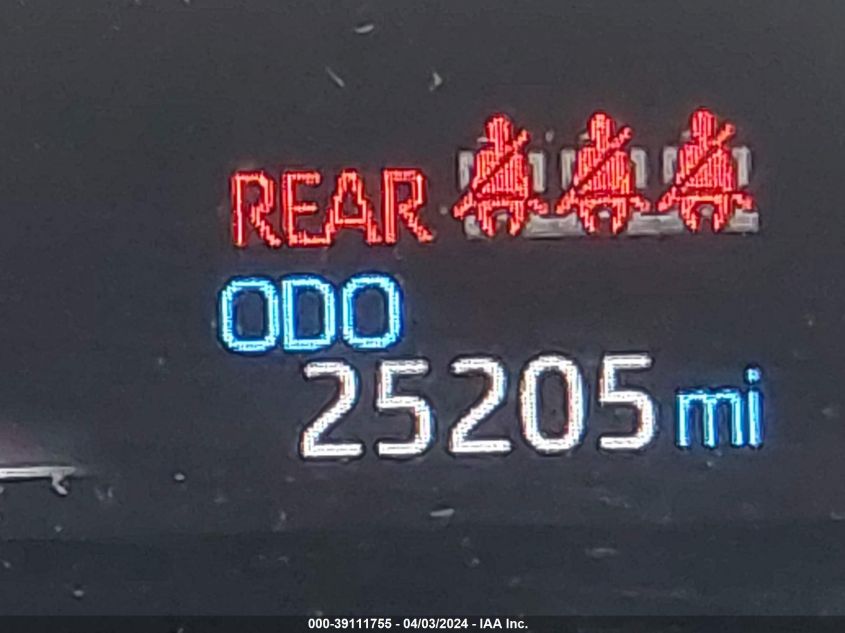 REAR
ODO
25205 mi
000-39111755 - 04/03/2024 - IAA Inc.